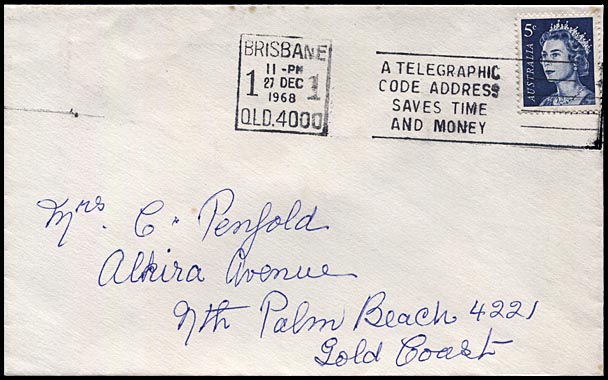 BRISBANE
11 -PM
1 27 DEC 1
1968
QLD. 4000
A TELEGRAPHIC
CODE ADDRESS
SAVES TIME
AND MONEY
5c
AUSTRALIA
Mrs. C. Penfold
Alkira Avenue
Nth Palm Beach 4221
Gold Coast